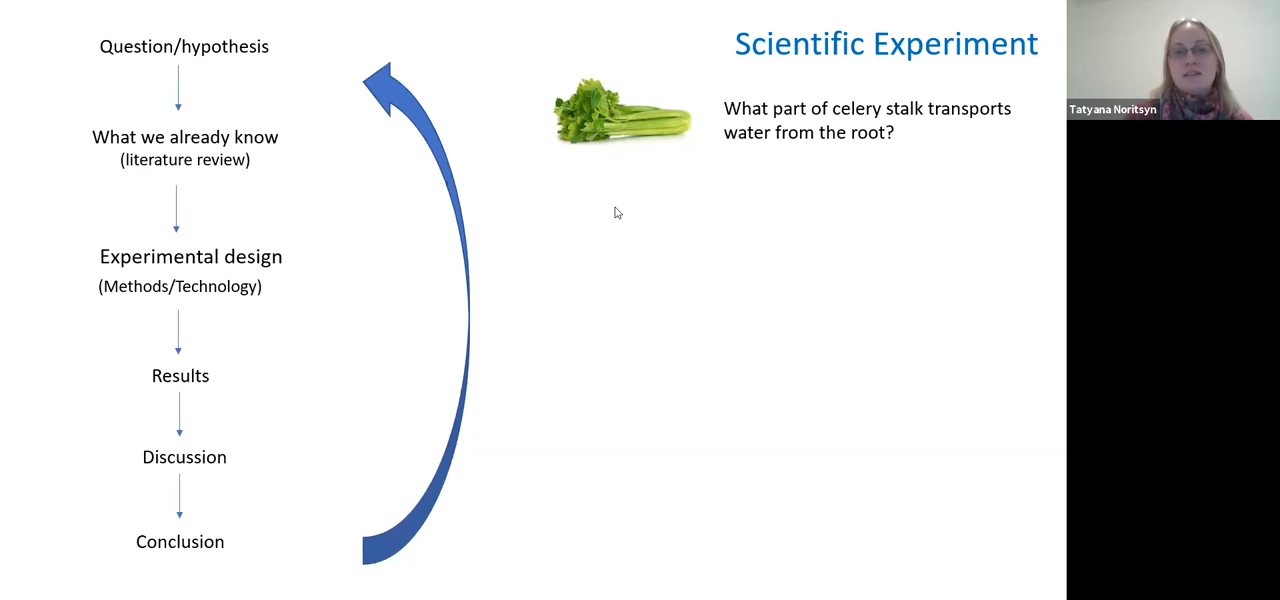 Question/hypothesis
What we already know
(literature review)
Experimental design
(Methods/Technology)
Results
Discussion
Conclusion
Scientific Experiment
What part of celery stalk transports
water from the root?
Tatyana Noritsyn